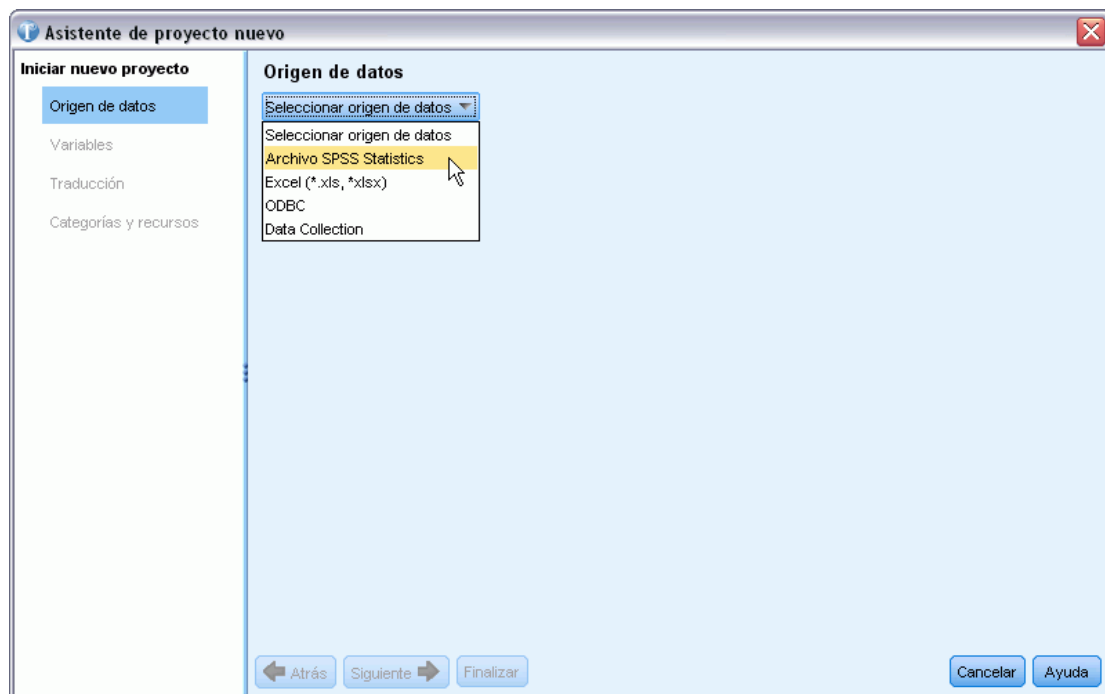 Asistente de proyecto nuevo
Iniciar nuevo proyecto
Origen de datos
Variables
Traducción
Categorías y recursos
Origen de datos
Seleccionar origen de datos
Seleccionar origen de datos
Archivo SPSS Statistics
Excel (*.xls, *xlsx)
ODBC
Data Collection
Atrás
Siguiente
Finalizar
Cancelar
Ayuda